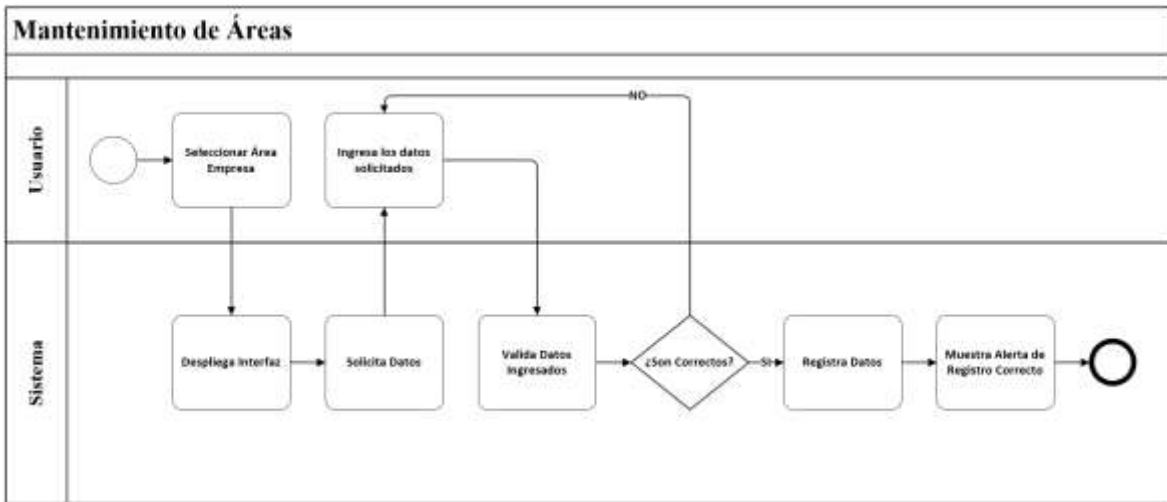 Mantenimiento de Áreas
Usuario
Seleccionar Área
Empresa
Ingresa los datos
solicitados
NO
Sistema
Despliega Interfaz
Solicita Datos
Valida Datos
Ingresados
¿Son Correctos?
SI
Registra Datos
Muestra Alerta de
Registro Correcto